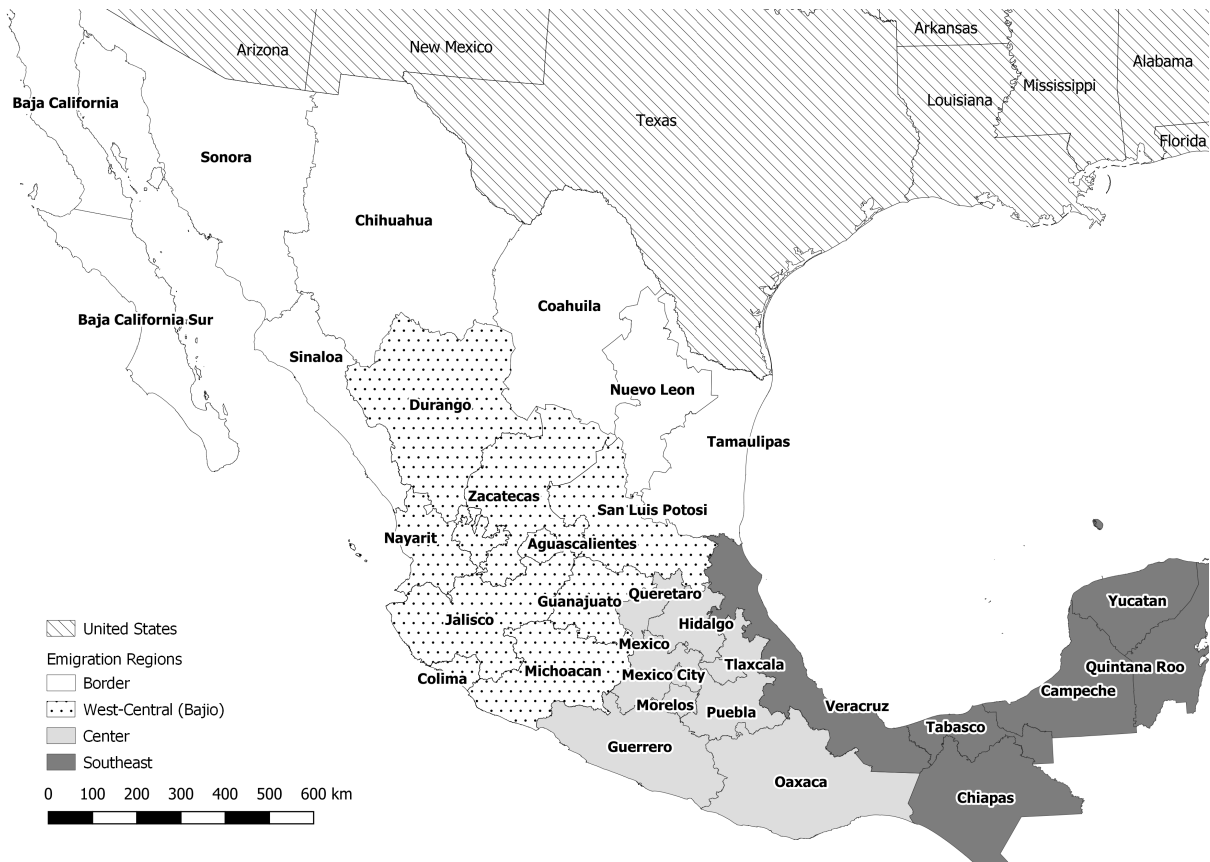 Arkansas
Arizona
New Mexico
Alabama
Mississippi
Louisiana
Baja California
Texas
Florida
Sonora
Chihuahua
Coahuila
Baja California Sur
Sinaloa
Nuevo Leon
Durango
Tamaulipas
Zacatecas
San Luis Potosi
Nayarit
Aguascalientes
Queretaro
Guanajuato
Yucatan
Jalisco
Hidalgo
United States
Mexico
Emigration Regions
Tlaxcala
Quintana Roo
Michoacan
Colima
Mexico City
Border
Campeche
Morelos
Veracruz
West-Central (Bajio)
Puebla
Tabasco
Center
Guerrero
Southeast
Oaxaca
Chiapas
0 100 200 300 400 500 600 km